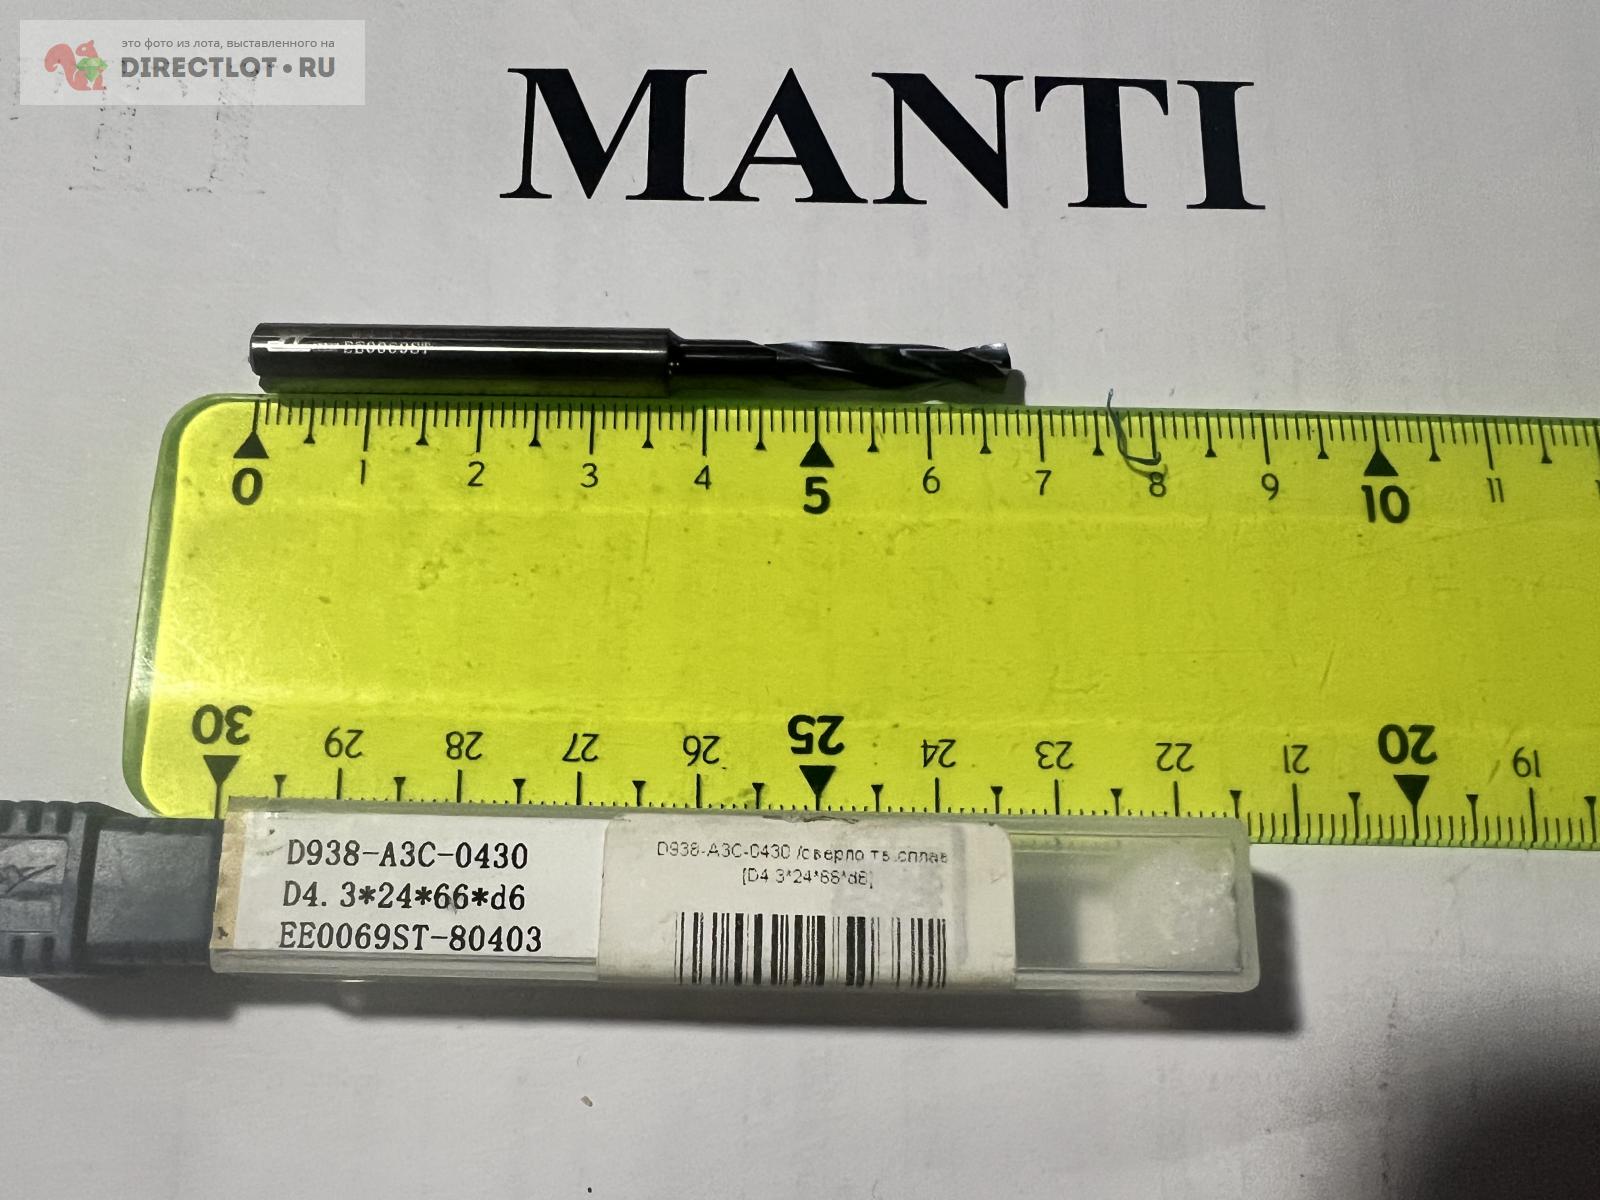 это фото из лота, выставленного на
DIRECTLOT.RU
MANTI
EE0069ST
0 1 2 3 4 5 6 7 8 9 10 11
30 29 28 27 26 25 24 23 22 21 20 19
D938-A3C-0430
D4.3*24*66*d6
EE0069ST-80403
D938-A3C-0430 /сверло тв.сплав
[D4.3*24*66*d6]